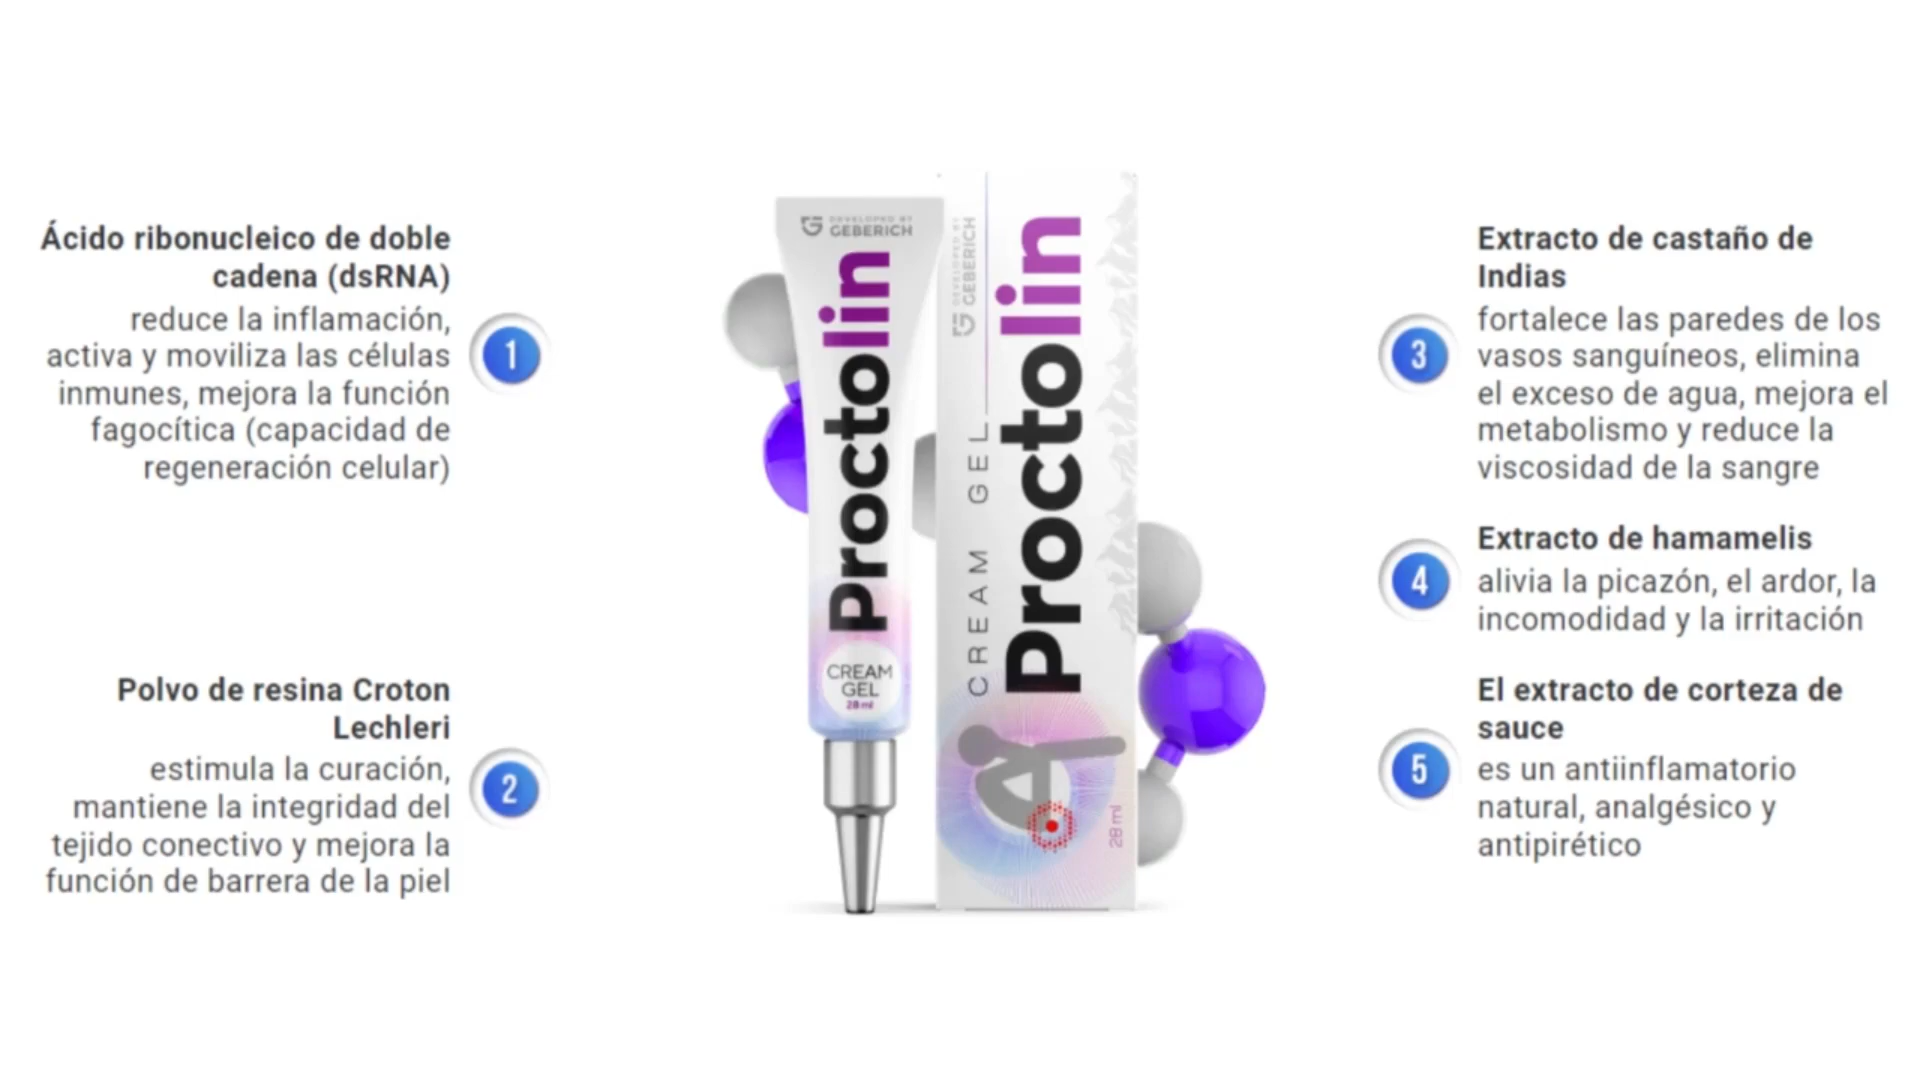 Ácido ribonucleico de doble
cadena (dsRNA)
reduce la inflamación,
activa y moviliza las células
inmunes, mejora la función
fagocítica (capacidad de
regeneración celular)
1
Polvo de resina Croton
Lechleri
estimula la curación,
mantiene la integridad del
tejido conectivo y mejora la
función de barrera de la piel
2
DEVELOPED BY
GEBERICH
Proctolin
CREAM
GEL
28 ml
DEVELOPED BY
GEBERICH
CREAM GEL
Proctolin
28 ml
Extracto de castaño de
Indias
3
fortalece las paredes de los
vasos sanguíneos, elimina
el exceso de agua, mejora el
metabolismo y reduce la
viscosidad de la sangre
Extracto de hamamelis
4
alivia la picazón, el ardor, la
incomodidad y la irritación
El extracto de corteza de
sauce
5
es un antiinflamatorio
natural, analgésico y
antipirético